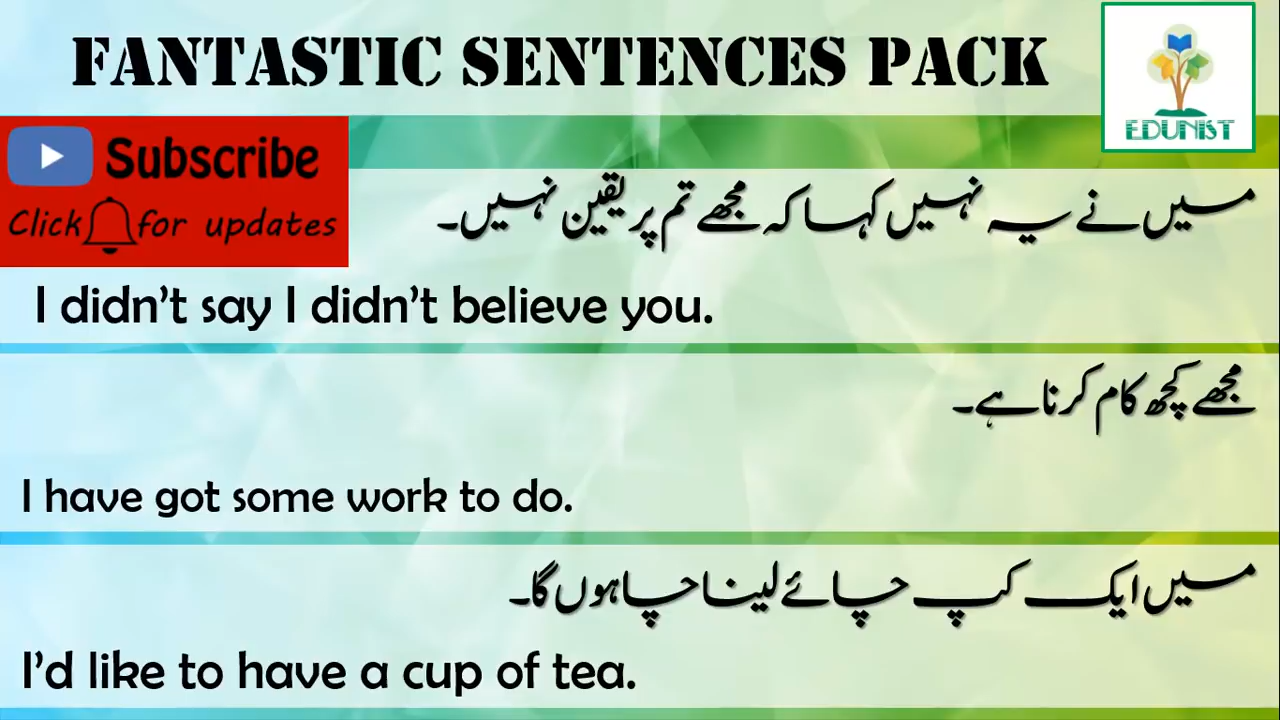 FANTASTIC SENTENCES PACK
EDUNIST
Subscribe
Click for updates
میں نے یہ نہیں کہا کہ مجھے تم پر یقین نہیں۔
I didn’t say I didn’t believe you.
مجھے کچھ کام کرنا ہے۔
I have got some work to do.
میں ایک کپ چائے لینا چاہوں گا۔
I’d like to have a cup of tea.